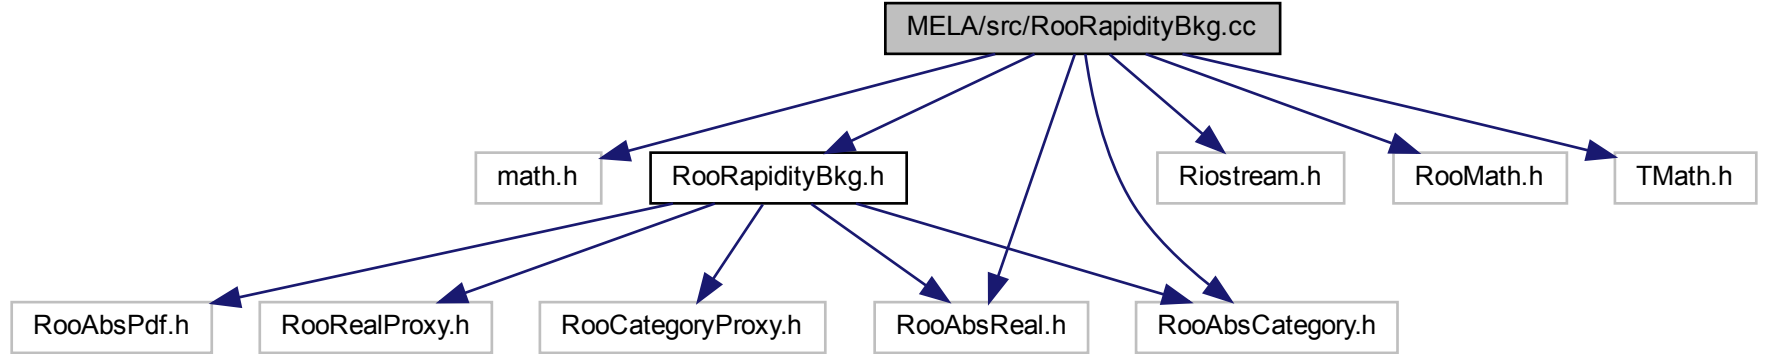 MELA/src/RooRapidityBkg.cc
math.h
RooRapidityBkg.h
Riostream.h
RooMath.h
TMath.h
RooAbsPdf.h
RooRealProxy.h
RooCategoryProxy.h
RooAbsReal.h
RooAbsCategory.h